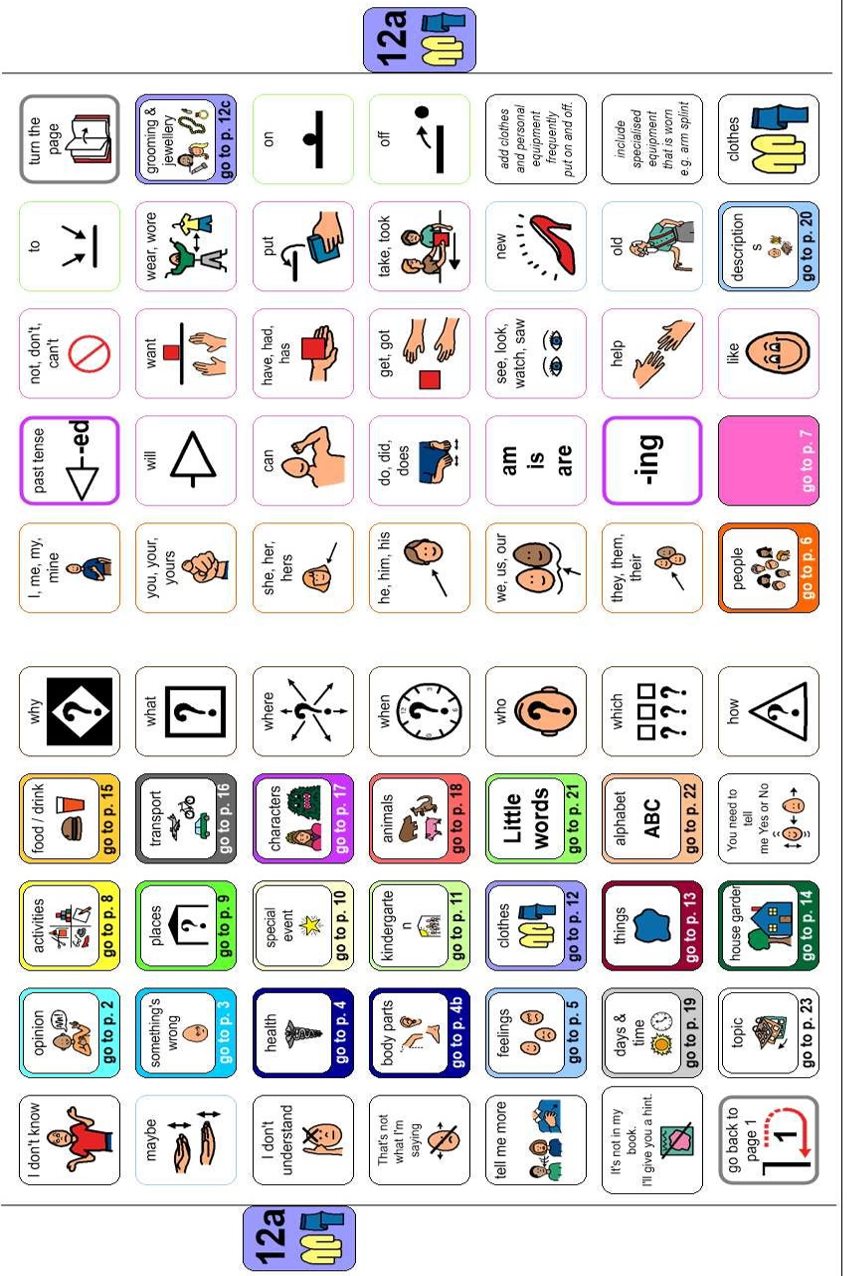 I don't know
opinion
go to p. 2
activities
go to p. 8
food / drink
go to p. 15
why
I, me, my,
mine
past tense
-ed
not, don't,
can't
to
turn the
page
maybe
something's
wrong
go to p. 3
places
?
go to p. 9
transport
go to p. 16
what
?
you, your,
yours
will
want
wear, wore
grooming &
jewellery
go to p. 12c
12a
I don't
understand
health
go to p. 4
special
event
go to p. 10
characters
go to p. 17
where
?
she, her,
hers
can
have, had,
has
put
on
That's not
what I'm
saying
body parts
go to p. 4b
kindergarte
n
go to p. 11
animals
go to p. 18
when
?
he, him, his
do, did,
does
get, got
take, took
off
12a
tell me more
feelings
go to p. 5
clothes
go to p. 12
Little
words
go to p. 21
who
?
we, us, our
am
is
are
see, look,
watch, saw
new
add clothes
and personal
equipment
frequently
put on and off.
It's not in my
book.
I'll give you a hint.
days &
time
go to p. 19
things
go to p. 13
alphabet
ABC
go to p. 22
which
???
they, them,
their
-ing
help
old
include
specialised
equipment
that is worn
e.g. arm splint
go back to
page 1
1
topic
go to p. 23
house garden
go to p. 14
You need to
tell
me Yes or No
how
?
people
go to p. 6
go to p. 7
like
description
s
go to p. 20
clothes